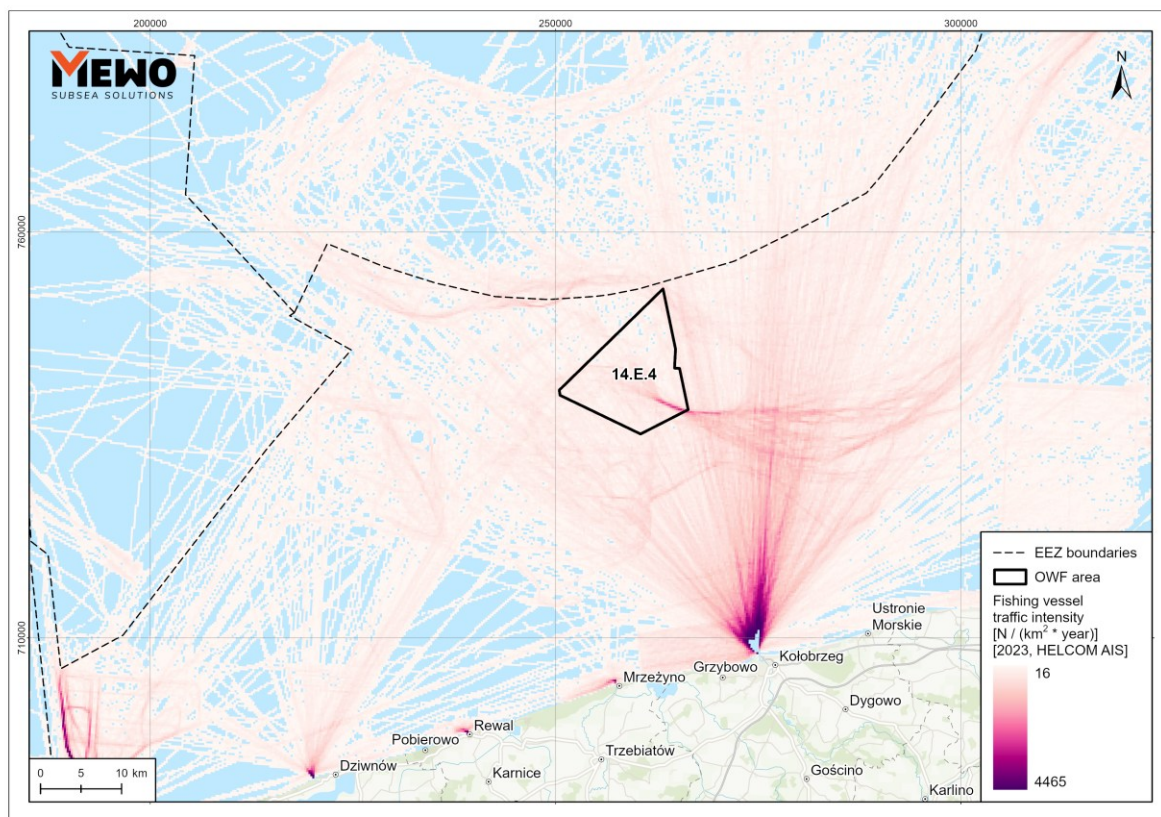 200000
250000
300000
MEWO
SUBSEA SOLUTIONS
N
760000
760000
14.E.4
710000
710000
Ustronie
Morskie
Kołobrzeg
Grzybowo
Mrzeżyno
Dygowo
Rewal
Pobierowo
Trzebiatów
Dziwnów
Karnice
Gościno
Karlino
0 5 10 km
EEZ boundaries
OWF area
Fishing vessel
traffic intensity
[N / (km² * year)]
[2023, HELCOM AIS]
16
4465